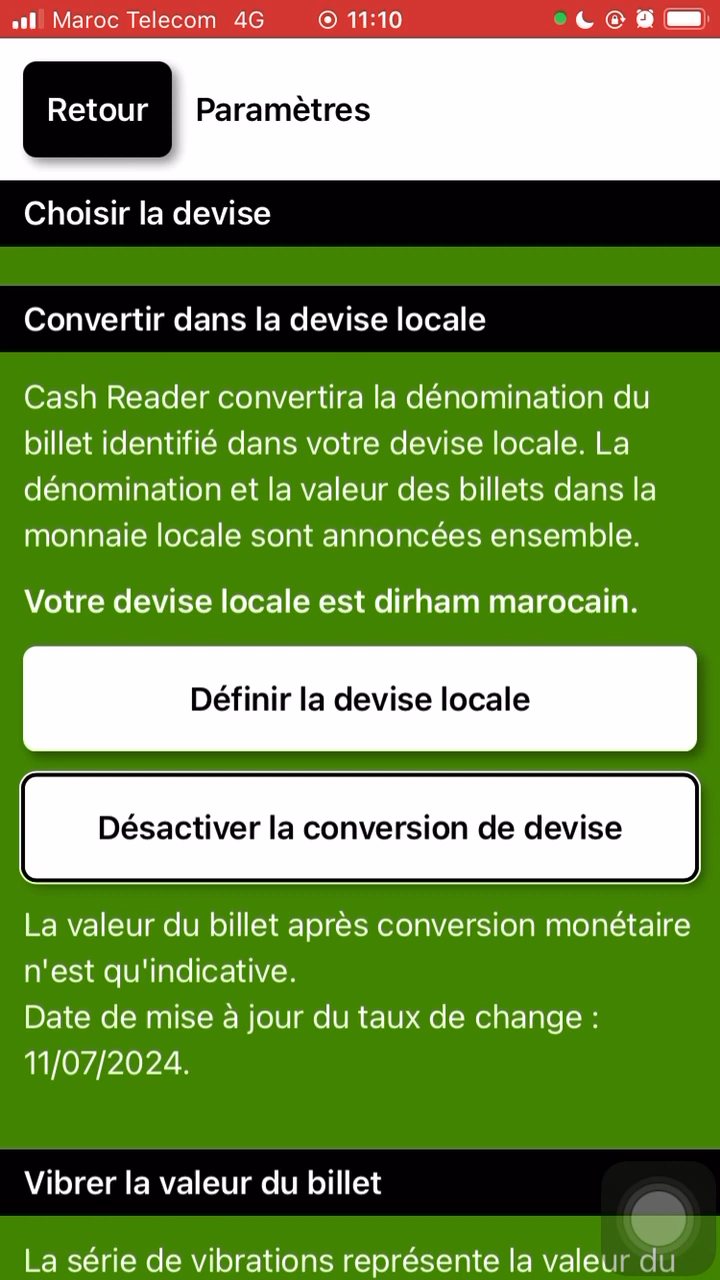 Maroc Telecom 4G 11:10
Retour Paramètres
Choisir la devise
Convertir dans la devise locale
Cash Reader convertira la dénomination du
billet identifié dans votre devise locale. La
dénomination et la valeur des billets dans la
monnaie locale sont annoncées ensemble.
Votre devise locale est dirham marocain.
Définir la devise locale
Désactiver la conversion de devise
La valeur du billet après conversion monétaire
n'est qu'indicative.
Date de mise à jour du taux de change :
11/07/2024.
Vibrer la valeur du billet
La série de vibrations représente la valeur du